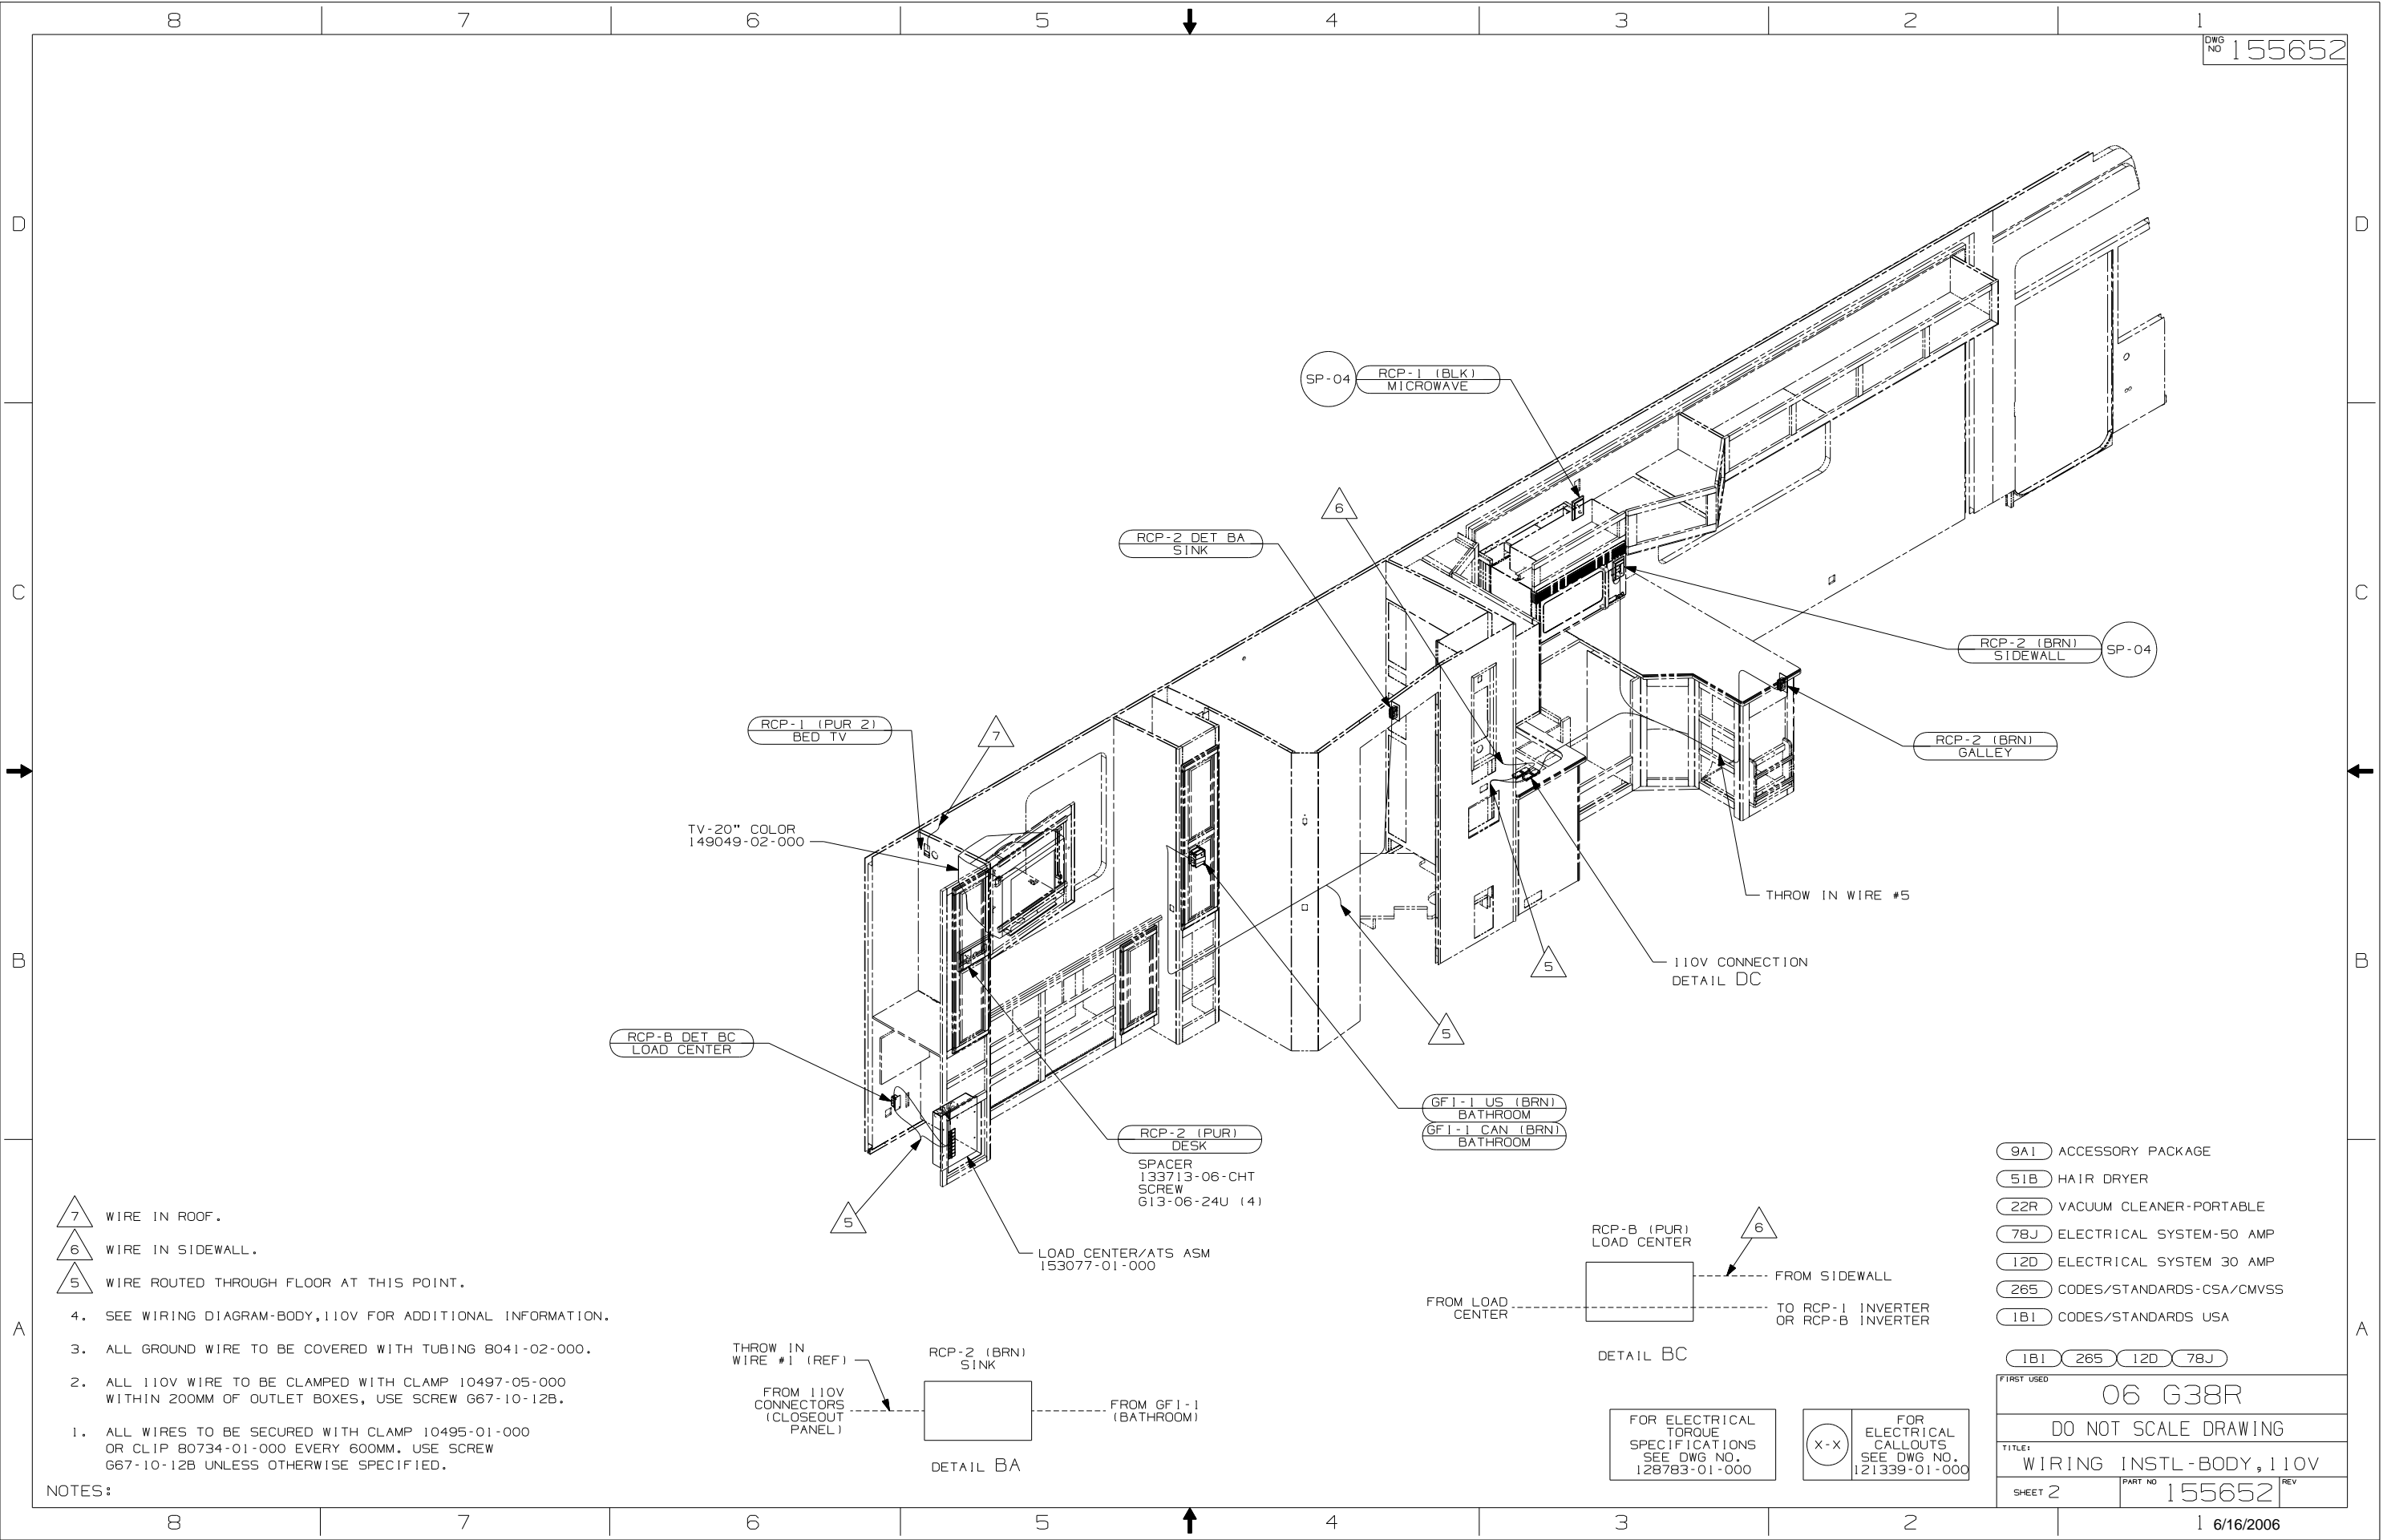 8 7 6 5 4 3 2 1
DWG NO 155652
D
D
SP-04
RCP-1 (BLK)
MICROWAVE
6
RCP-2 DET BA
SINK
C
C
RCP-2 (BRN)
SIDEWALL
SP-04
RCP-1 (PUR 2)
BED TV
7
RCP-2 (BRN)
GALLEY
TV-20" COLOR
149049-02-000
THROW IN WIRE #5
B
B
5
110V CONNECTION
DETAIL DC
5
RCP-B DET BC
LOAD CENTER
GFI-1 US (BRN)
BATHROOM
GFI-1 CAN (BRN)
BATHROOM
RCP-2 (PUR)
DESK
SPACER
133713-06-CHT
SCREW
G13-06-24U (4)
5
LOAD CENTER/ATS ASM
153077-01-000
9A1 ACCESSORY PACKAGE
51B HAIR DRYER
22R VACUUM CLEANER-PORTABLE
78J ELECTRICAL SYSTEM-50 AMP
12D ELECTRICAL SYSTEM 30 AMP
265 CODES/STANDARDS-CSA/CMVSS
1B1 CODES/STANDARDS USA
1B1 265 12D 78J
7 WIRE IN ROOF.
6 WIRE IN SIDEWALL.
5 WIRE ROUTED THROUGH FLOOR AT THIS POINT.
4. SEE WIRING DIAGRAM-BODY,110V FOR ADDITIONAL INFORMATION.
3. ALL GROUND WIRE TO BE COVERED WITH TUBING 8041-02-000.
2. ALL 110V WIRE TO BE CLAMPED WITH CLAMP 10497-05-000
WITHIN 200MM OF OUTLET BOXES, USE SCREW G67-10-12B.
1. ALL WIRES TO BE SECURED WITH CLAMP 10495-01-000
OR CLIP 80734-01-000 EVERY 600MM. USE SCREW
G67-10-12B UNLESS OTHERWISE SPECIFIED.
NOTES:
A
A
THROW IN
WIRE #1 (REF)
RCP-2 (BRN)
SINK
FROM 110V
CONNECTORS
(CLOSEOUT
PANEL)
FROM GFI-1
(BATHROOM)
DETAIL BA
RCP-B (PUR)
LOAD CENTER
6
FROM SIDEWALL
FROM LOAD
CENTER
TO RCP-1 INVERTER
OR RCP-B INVERTER
DETAIL BC
FOR ELECTRICAL
TORQUE
SPECIFICATIONS
SEE DWG NO.
128783-01-000
X-X
FOR
ELECTRICAL
CALLOUTS
SEE DWG NO.
121339-01-000
FIRST USED
06 G38R
DO NOT SCALE DRAWING
TITLE:
WIRING INSTL-BODY,110V
SHEET 2
PART NO 155652
REV
8 7 6 5 4 3 2 1
6/16/2006